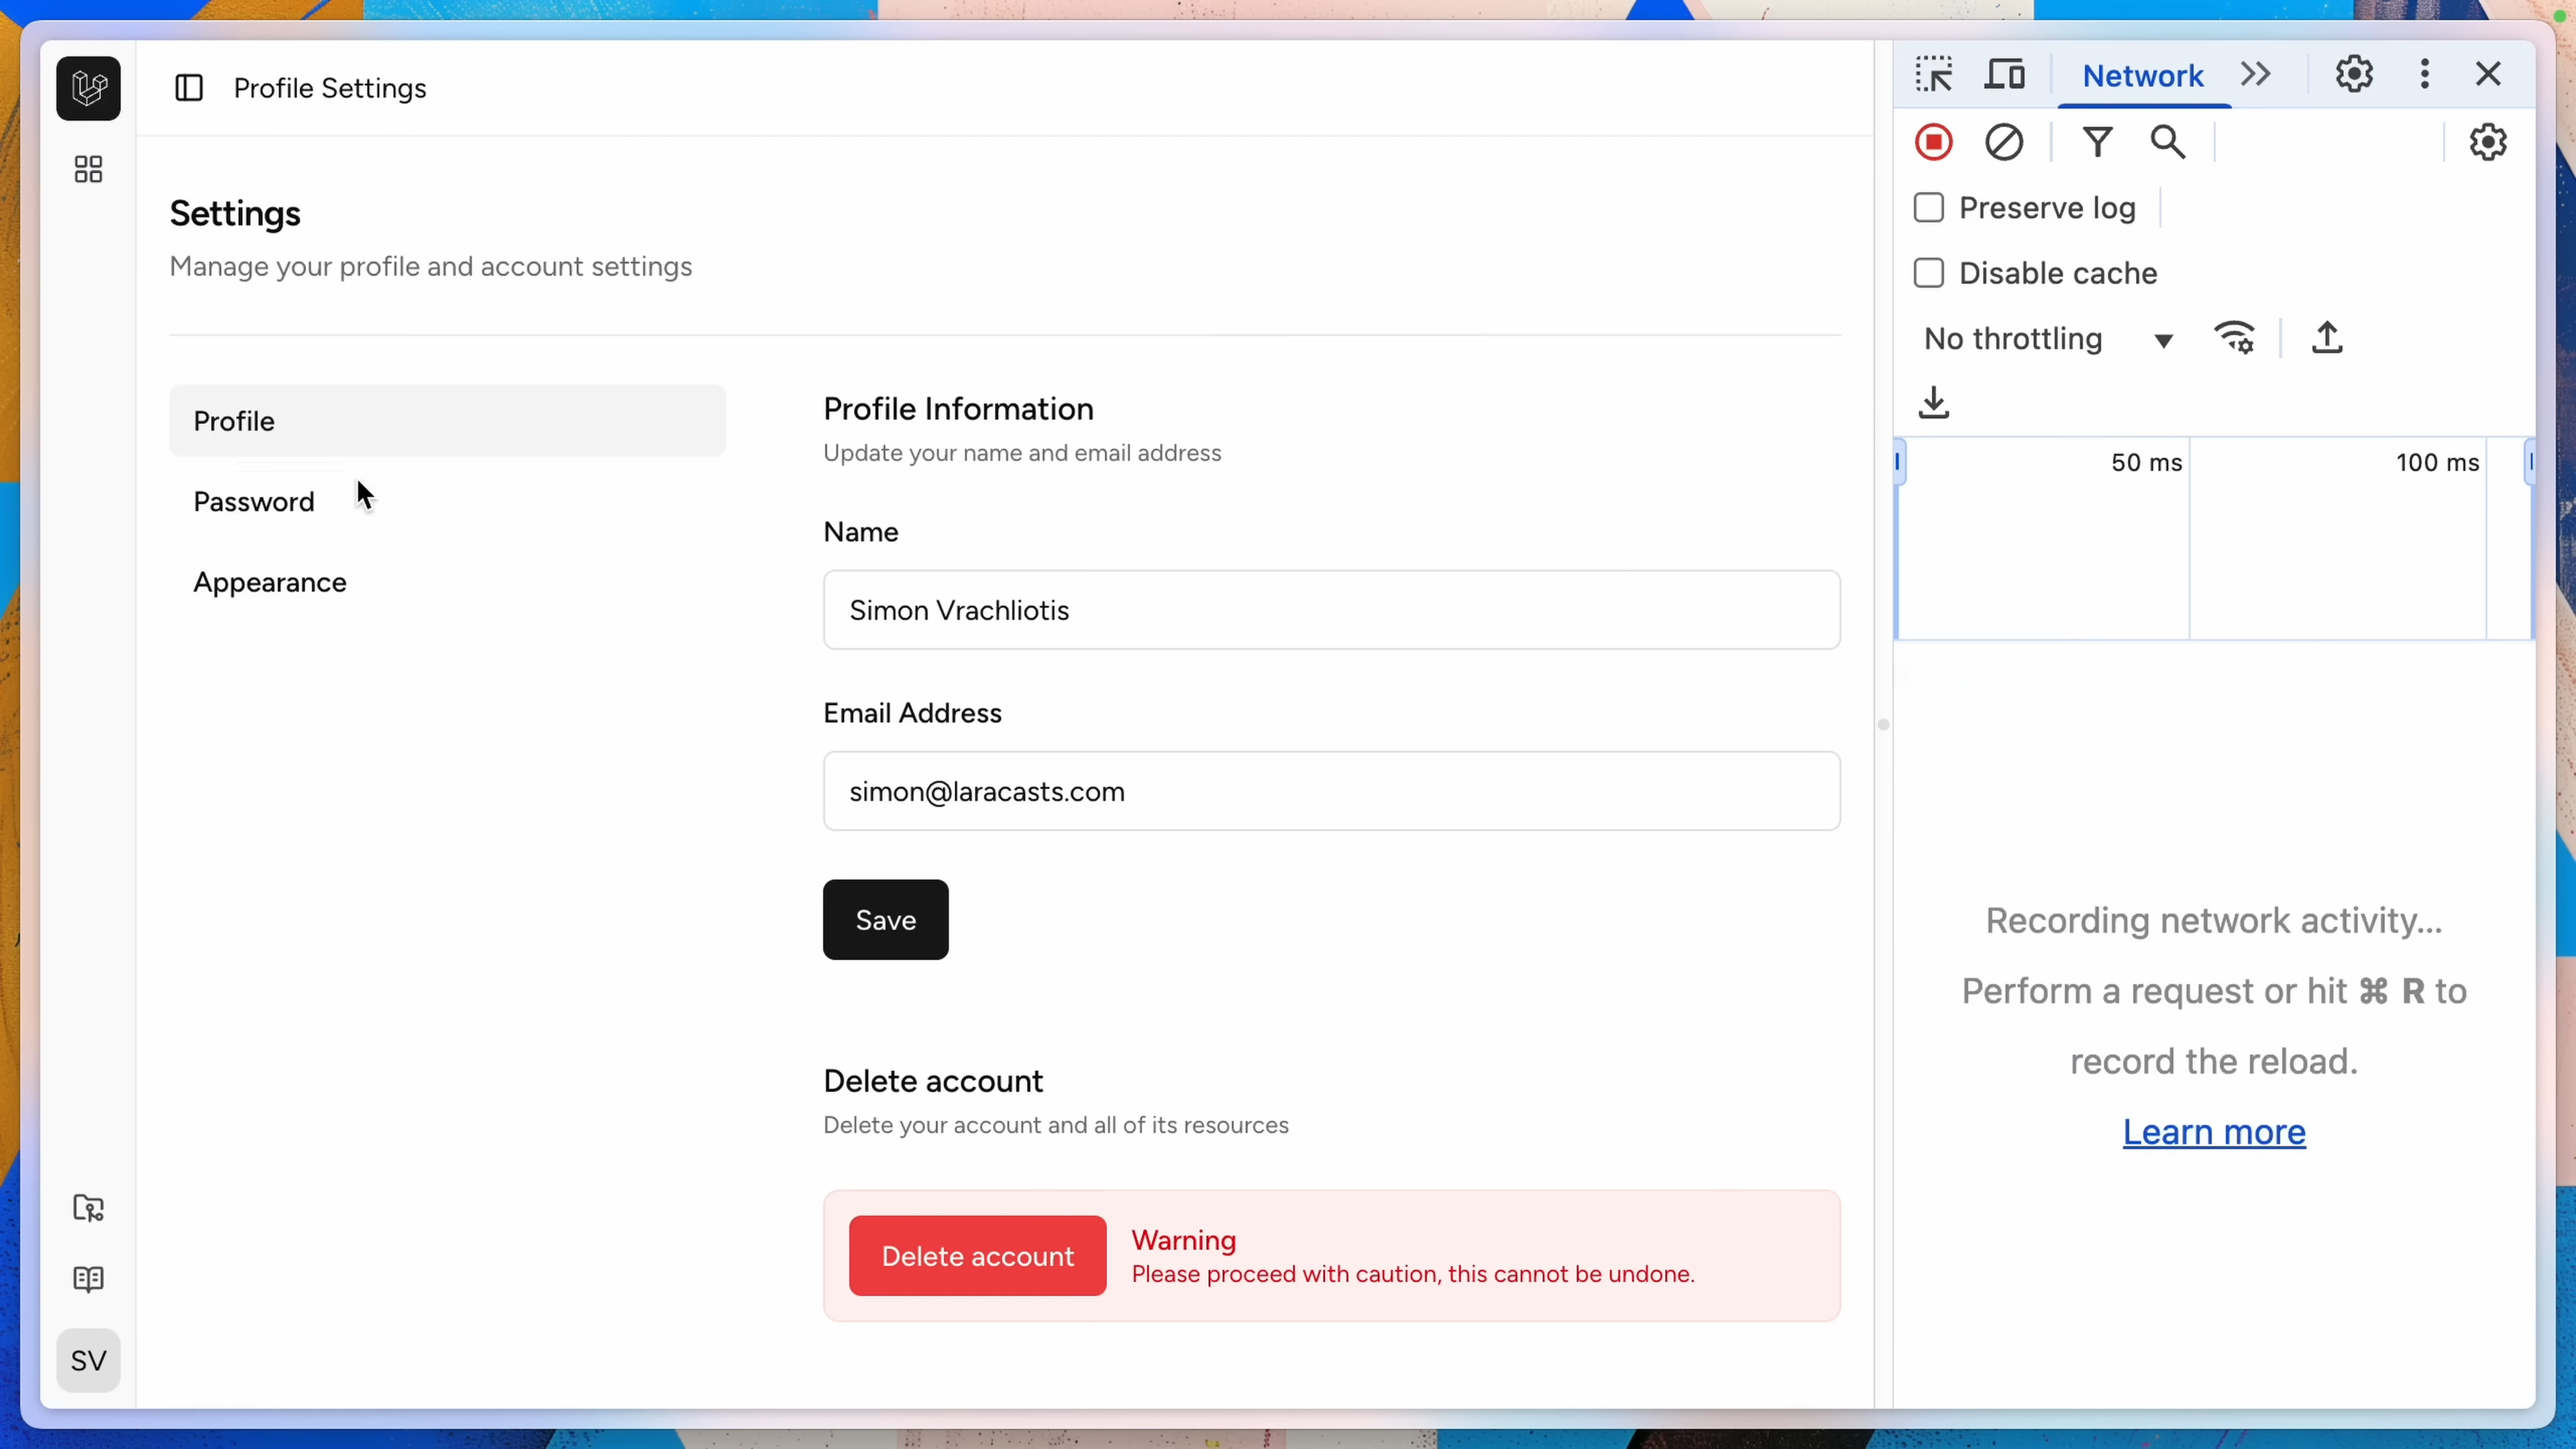 Profile Settings
Settings
Manage your profile and account settings
Profile
Password
Appearance
Profile Information
Update your name and email address
Name
Simon Vrachliotis
Email Address
simon@laracasts.com
Save
Delete account
Delete your account and all of its resources
Delete account
Warning
Please proceed with caution, this cannot be undone.
SV
Network
Preserve log
Disable cache
No throttling
50 ms
100 ms
Recording network activity...
Perform a request or hit ⌘ R to
record the reload.
Learn more